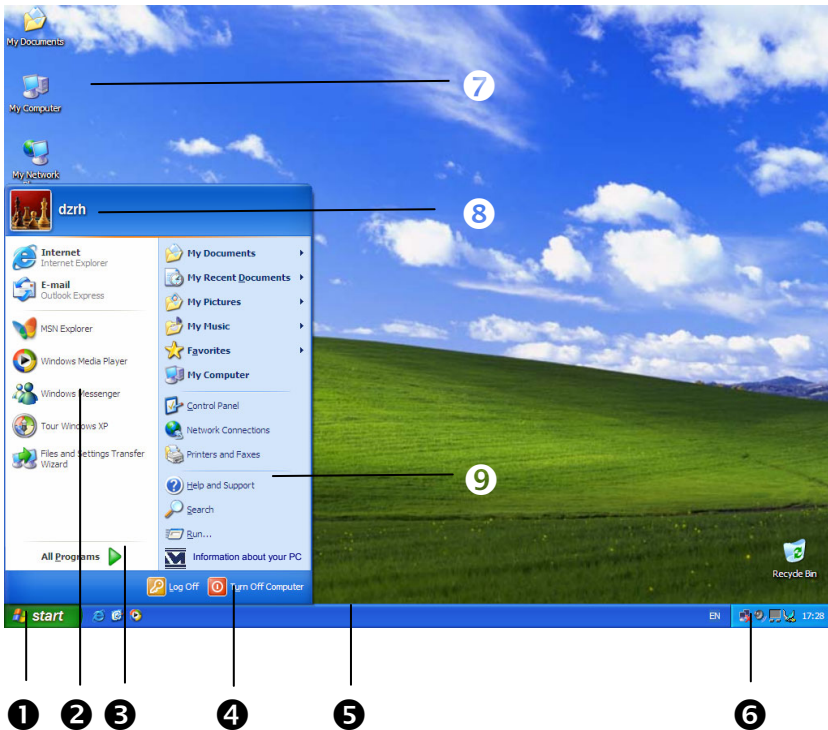 My Documents
My Computer
7
My Network
dzrh
8
Internet
Internet Explorer
E-mail
Outlook Express
MSN Explorer
Windows Media Player
Windows Messenger
Tour Windows XP
Files and Settings Transfer
Wizard
All Programs
My Documents
My Recent Documents
My Pictures
My Music
Favorites
My Computer
Control Panel
Network Connections
Printers and Faxes
9
Help and Support
Search
Run...
Information about your PC
Recycle Bin
Log Off
Turn Off Computer
start
EN
17:28
1
2
3
4
5
6